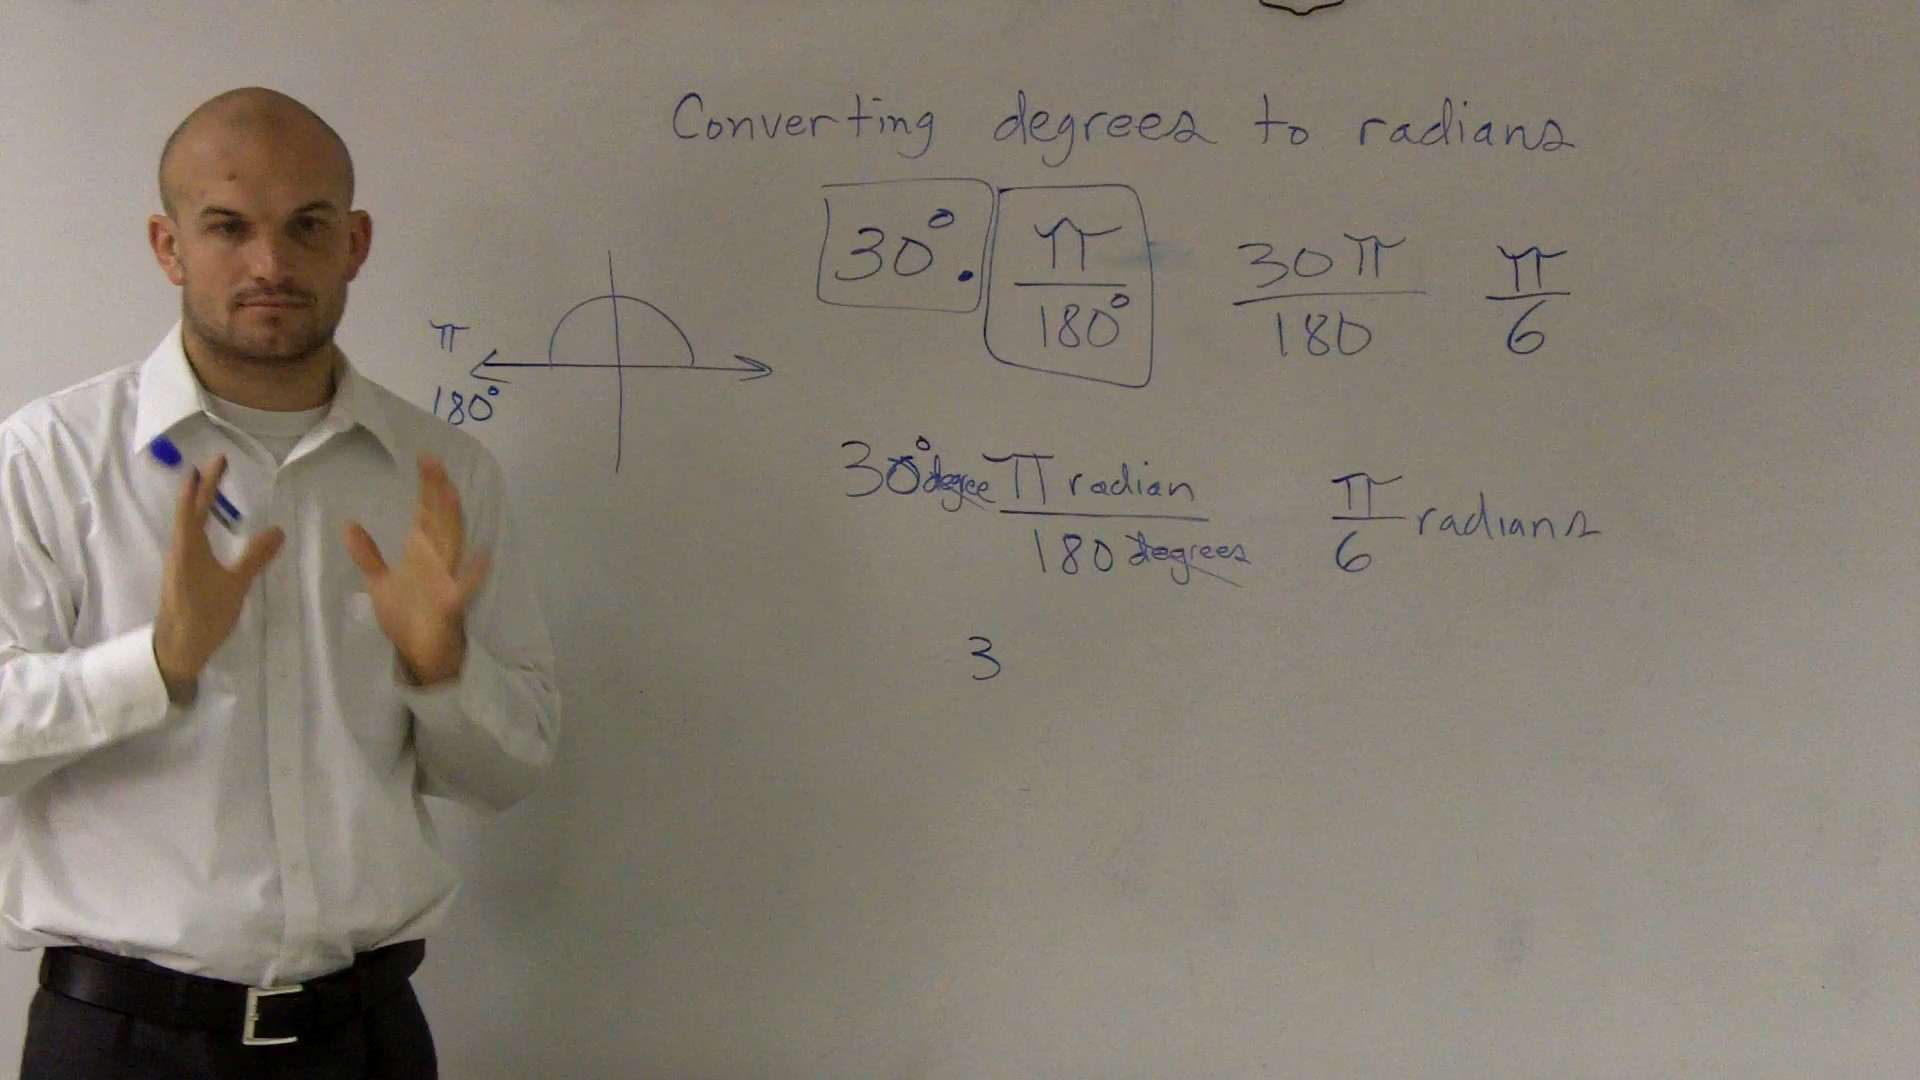 Converting degrees to radians
30° · π/180° 30π/180 π/6
π
180°
30° degree π radian/180 degrees π/6 radians
3